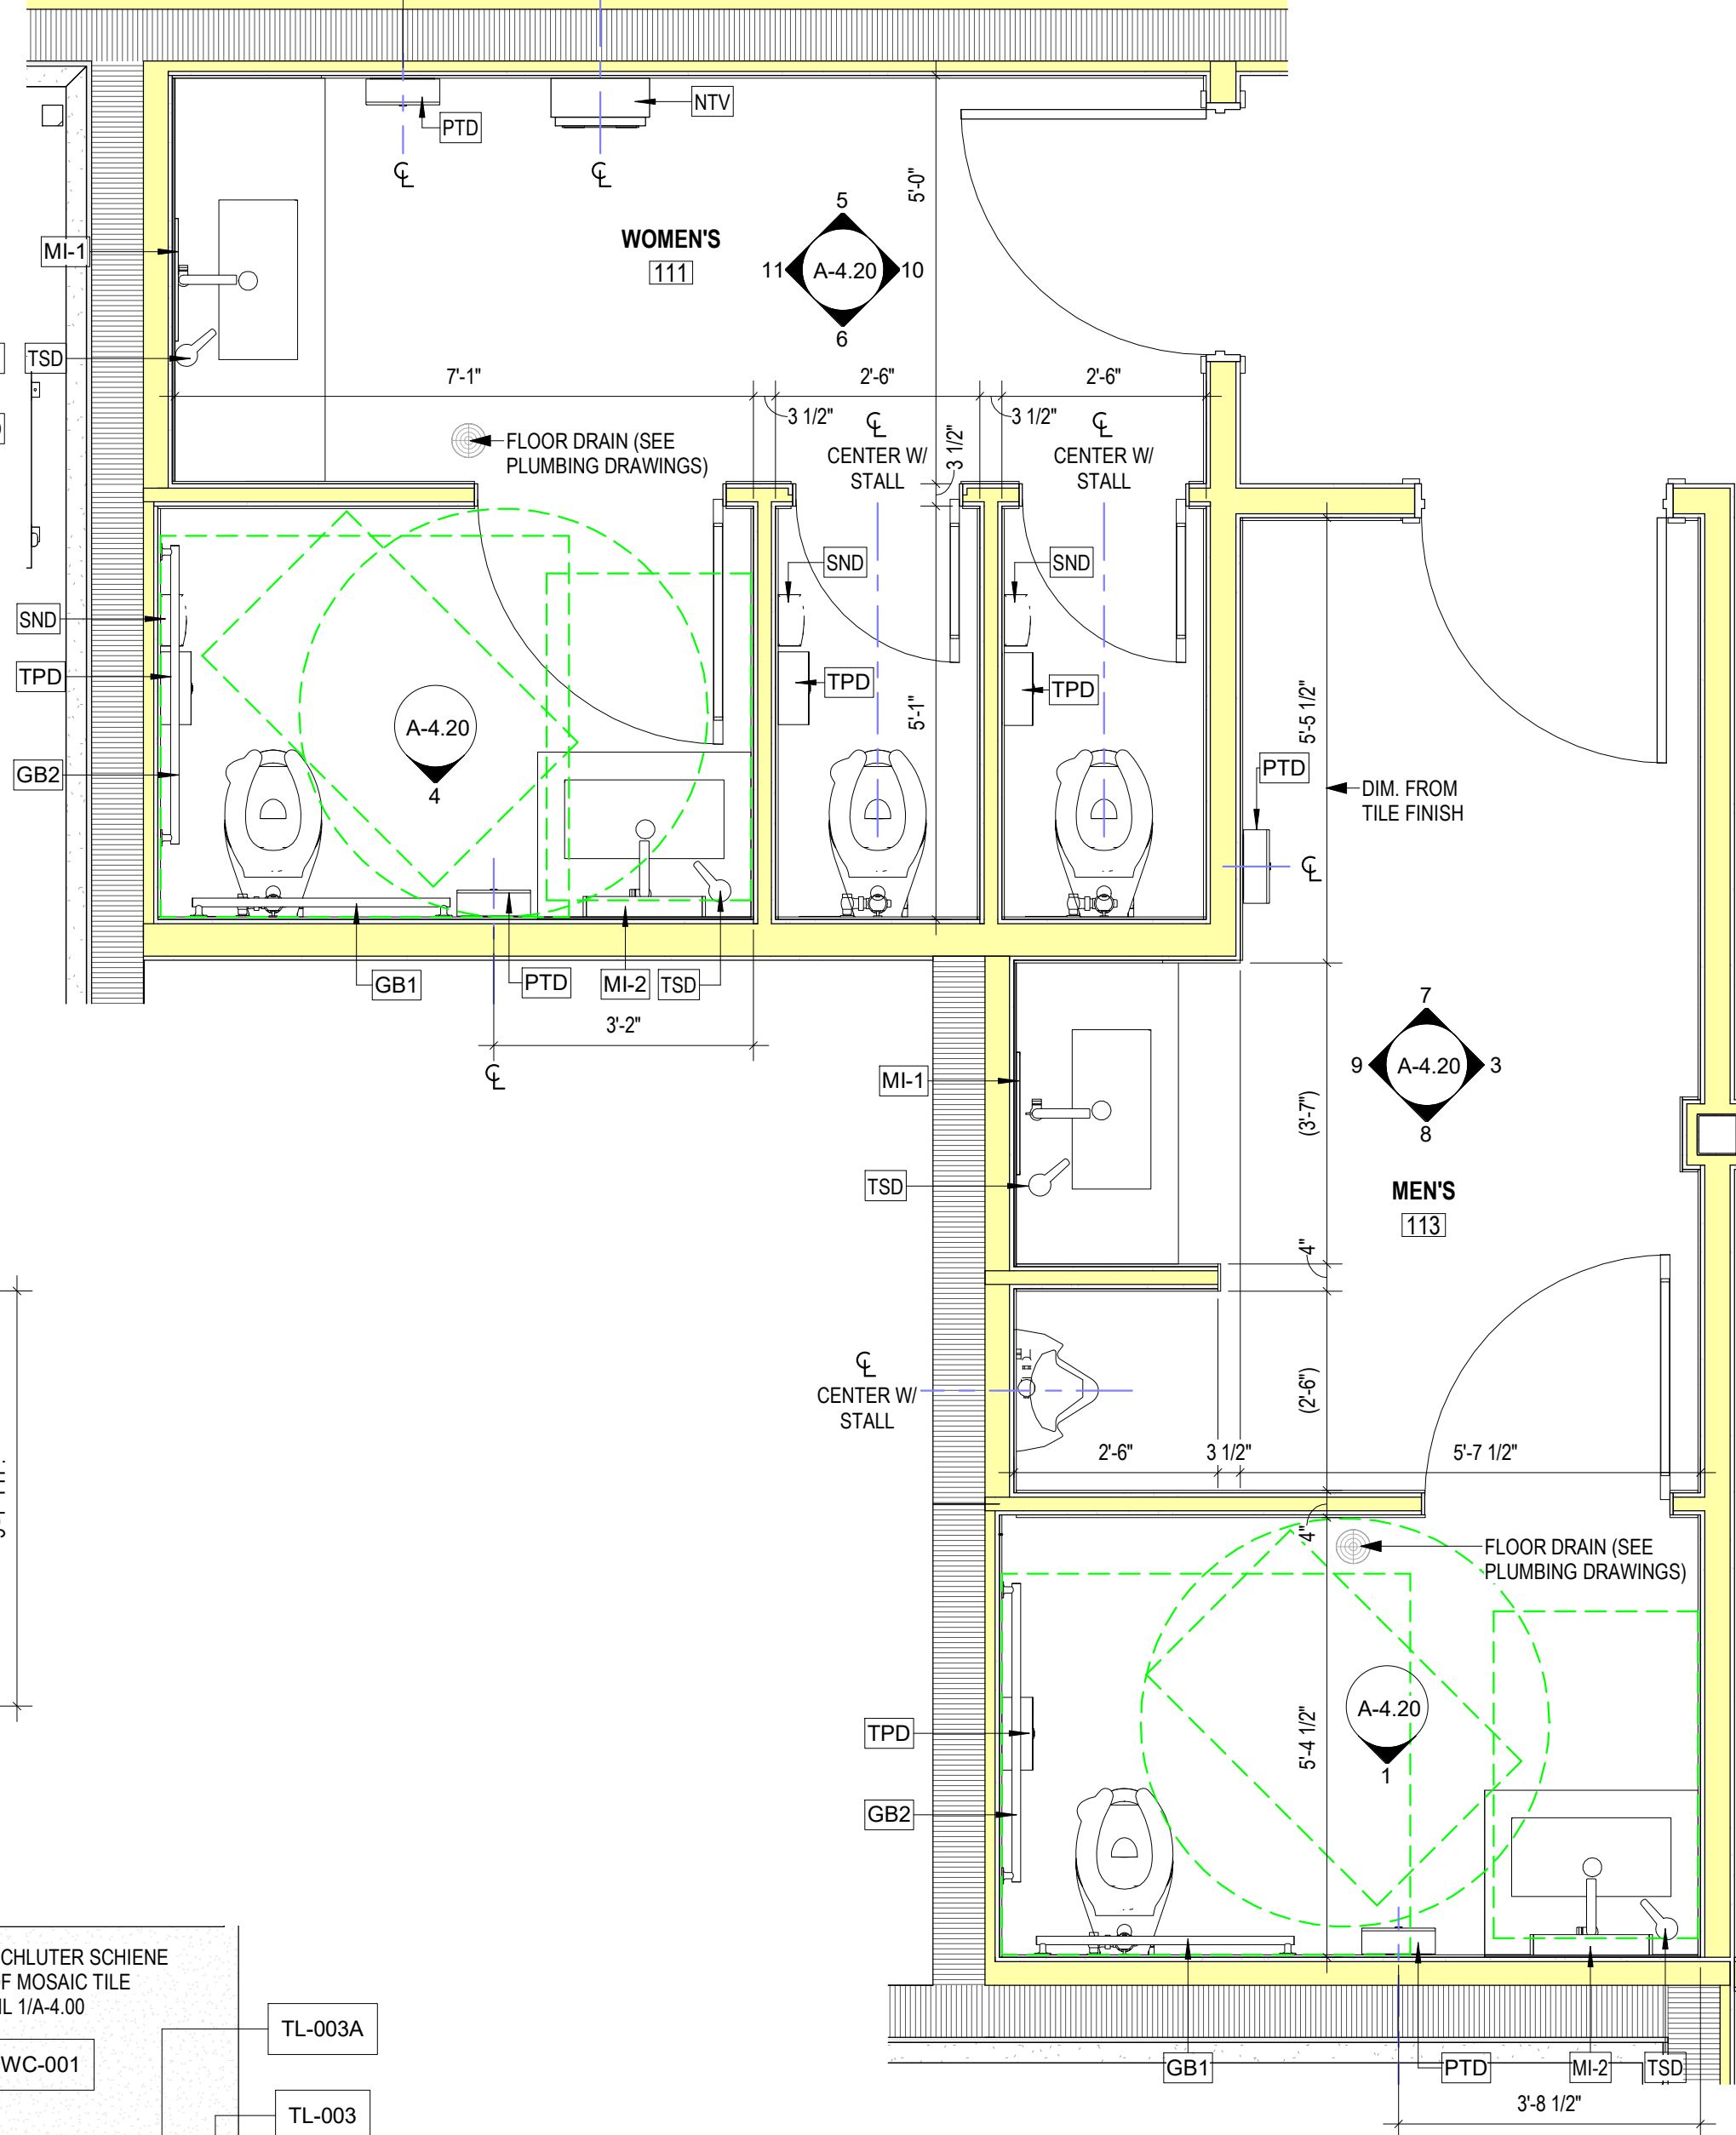 PTD
NTV
℄
℄
5'-0"
WOMEN'S
111
5
11
A-4.20
10
6
MI-1
TSD
7'-1"
2'-6"
2'-6"
3 1/2"
3 1/2"
3 1/2"
℄
CENTER W/
STALL
℄
CENTER W/
STALL
FLOOR DRAIN (SEE
PLUMBING DRAWINGS)
SND
SND
SND
TPD
TPD
TPD
A-4.20
4
5'-1"
GB2
5'-5 1/2"
PTD
DIM. FROM
TILE FINISH
℄
GB1
PTD
MI-2
TSD
3'-2"
℄
7
9
A-4.20
3
8
MI-1
(3'-7")
TSD
MEN'S
113
4"
℄
CENTER W/
STALL
(2'-6")
2'-6"
3 1/2"
5'-7 1/2"
4"
FLOOR DRAIN (SEE
PLUMBING DRAWINGS)
TPD
A-4.20
1
5'-4 1/2"
GB2
GB1
PTD
MI-2
TSD
3'-8 1/2"
CHLUTER SCHIENE
F MOSAIC TILE
IL 1/A-4.00
TL-003A
WC-001
TL-003